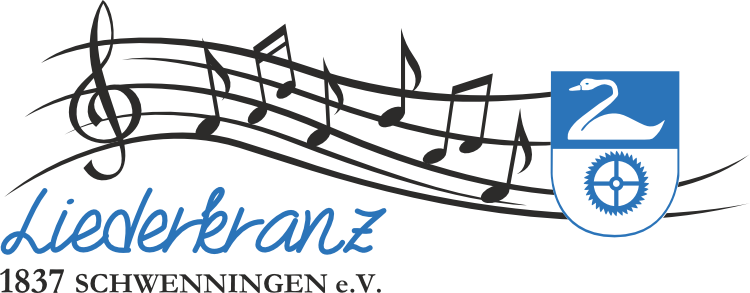 Liederkranz
1837 SCHWENNINGEN e.V.